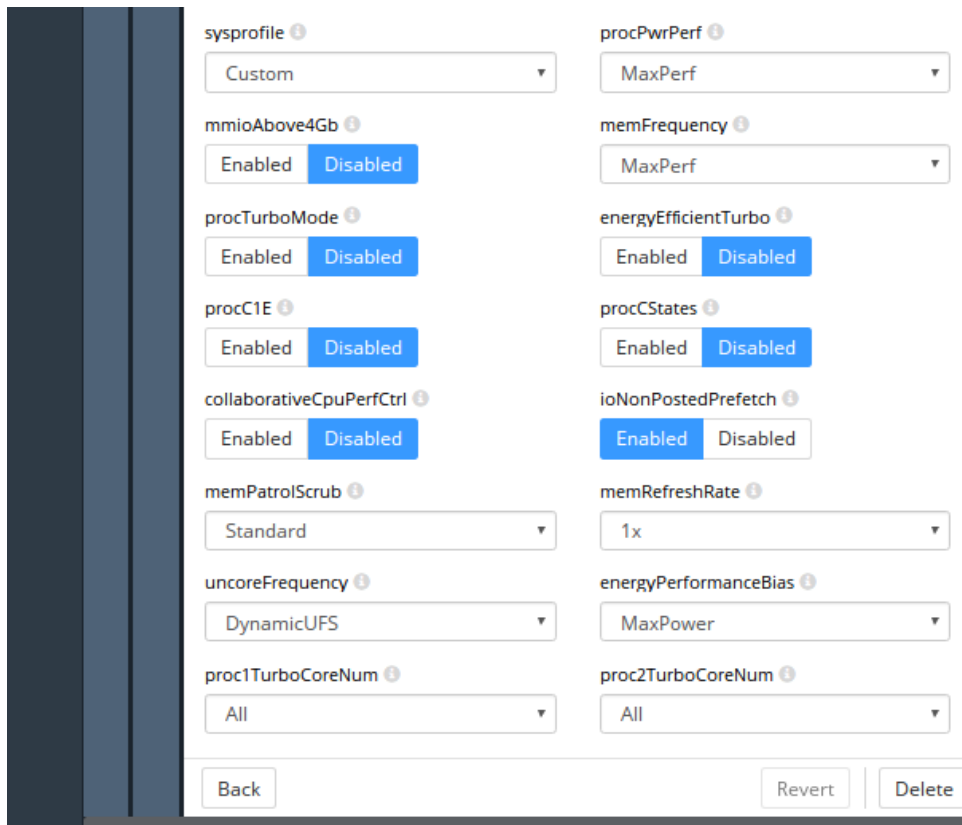 sysprofile procPwrPerf
Custom MaxPerf
mmioAbove4Gb memFrequency
Enabled Disabled MaxPerf
procTurboMode energyEfficientTurbo
Enabled Disabled Enabled Disabled
procC1E procCStates
Enabled Disabled Enabled Disabled
collaborativeCpuPerfCtrl ioNonPostedPrefetch
Enabled Disabled Enabled Disabled
memPatrolScrub memRefreshRate
Standard 1x
uncoreFrequency energyPerformanceBias
DynamicUFS MaxPower
proc1TurboCoreNum proc2TurboCoreNum
All All
Back Revert Delete